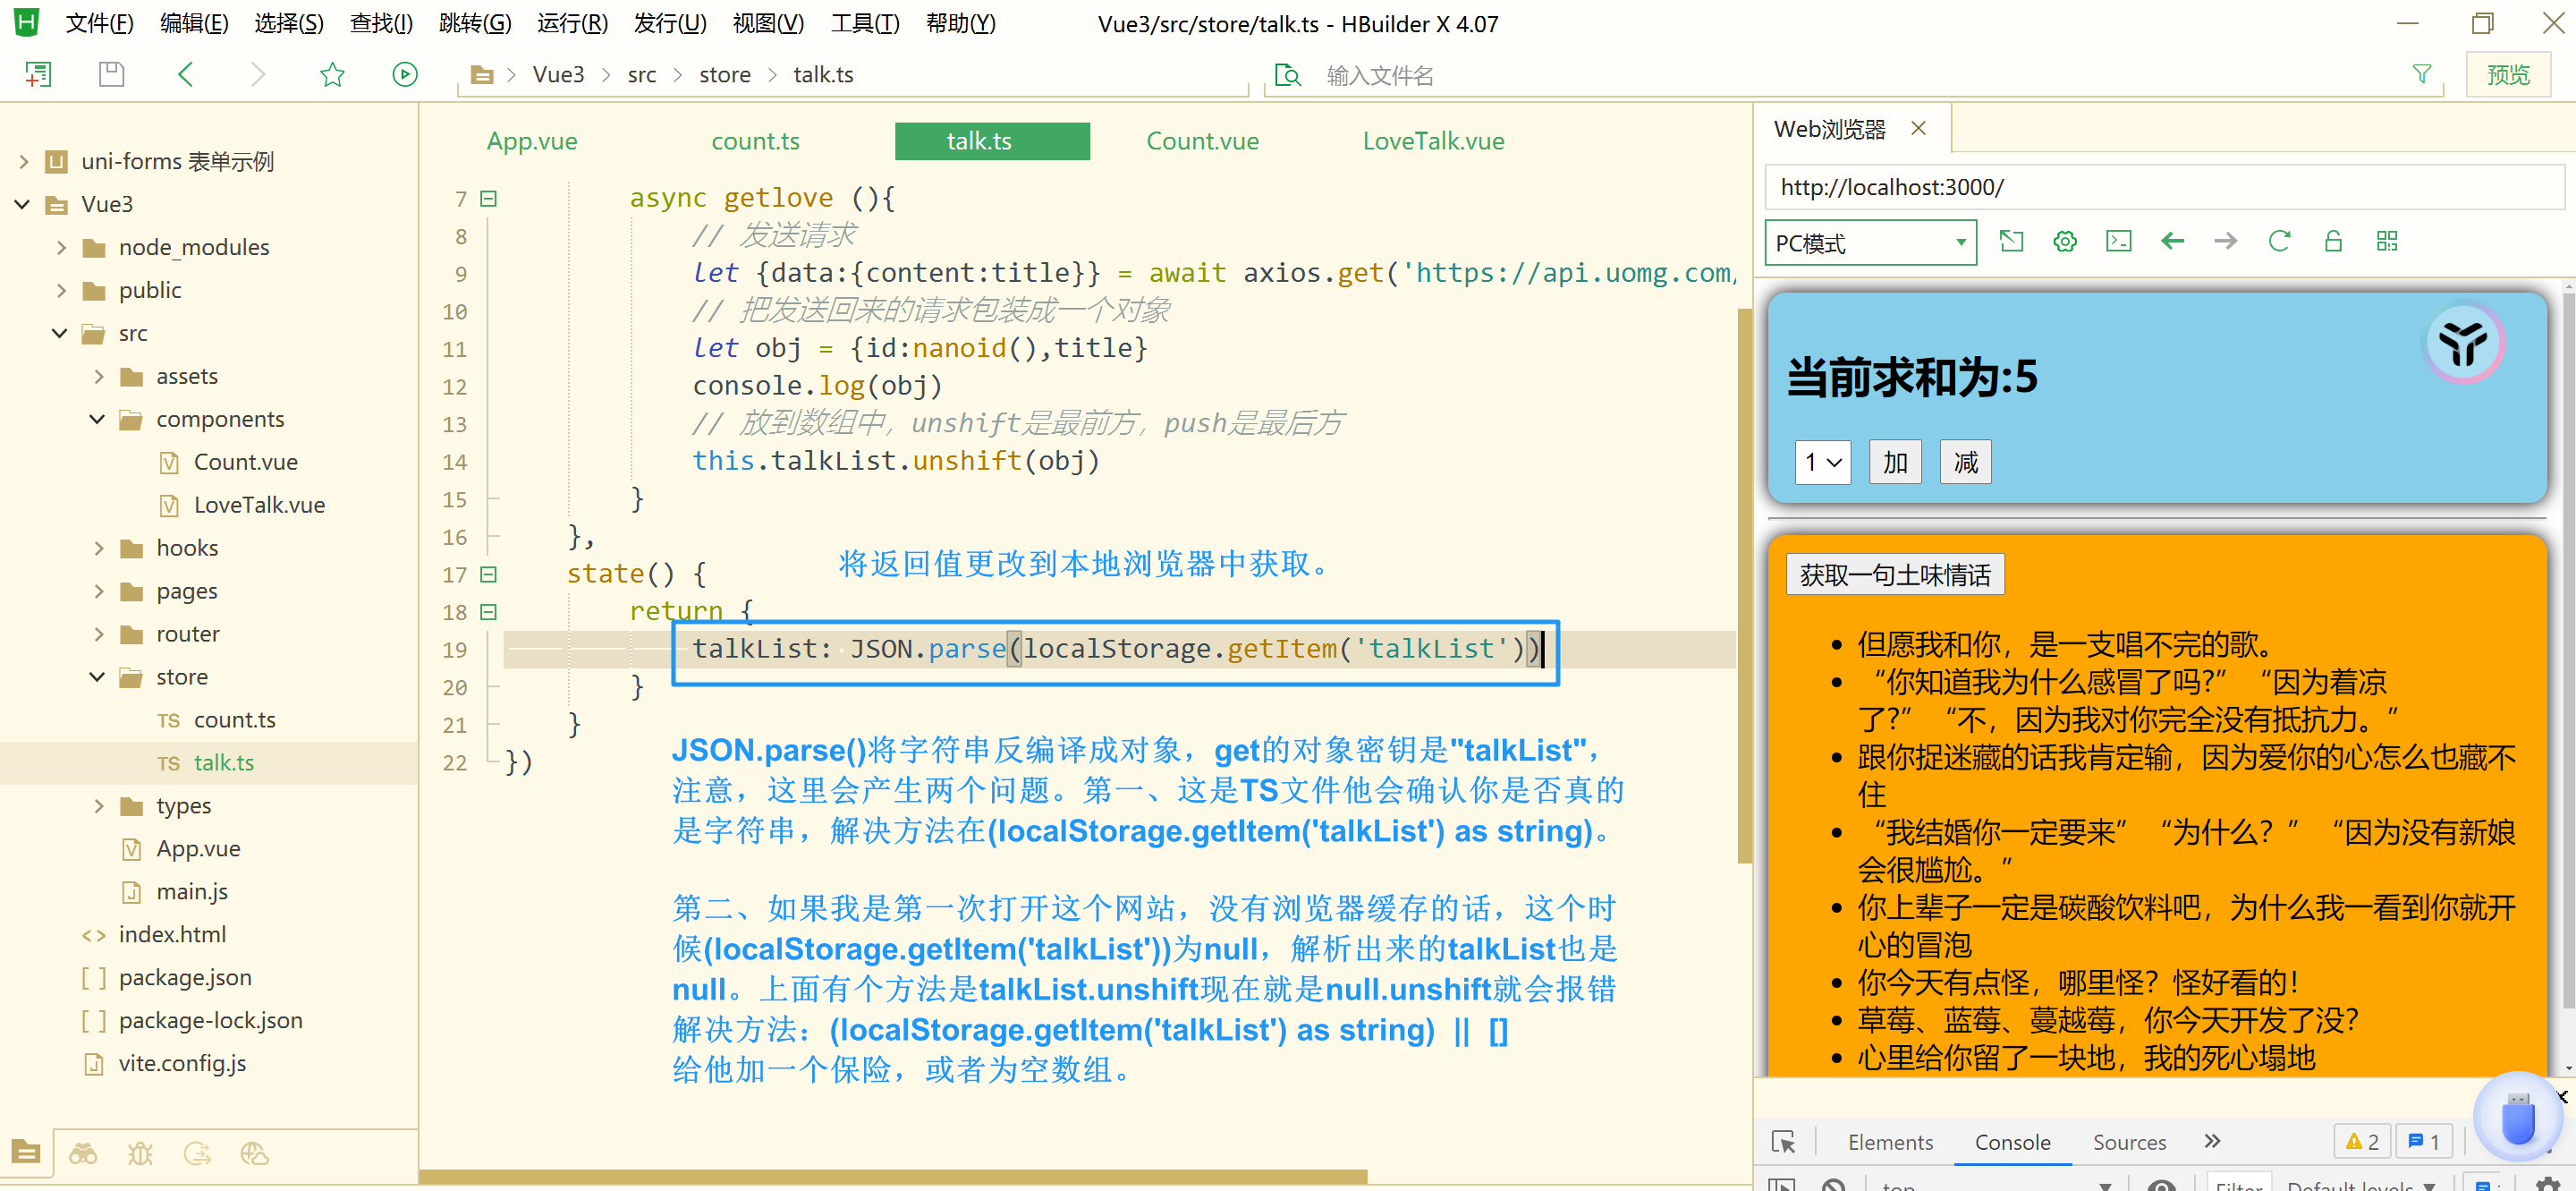 文件(F) 编辑(E) 选择(S) 查找(I) 跳转(G) 运行(R) 发行(U) 视图(V) 工具(T) 帮助(Y) Vue3/src/store/talk.ts - HBuilder X 4.07
Vue3 > src > store > talk.ts
输入文件名
预览
uni-forms 表单示例
Vue3
node_modules
public
src
assets
components
Count.vue
LoveTalk.vue
hooks
pages
router
store
TS count.ts
TS talk.ts
types
App.vue
main.js
index.html
package.json
package-lock.json
vite.config.js
App.vue count.ts talk.ts Count.vue LoveTalk.vue
7 async getlove (){
8 // 发送请求
9 let {data:{content:title}} = await axios.get('https://api.uomg.com/
10 // 把发送回来的请求包装成一个对象
11 let obj = {id:nanoid(),title}
12 console.log(obj)
13 // 放到数组中，unshift是最前方，push是最后方
14 this.talkList.unshift(obj)
15 }
16 },
将返回值更改到本地浏览器中获取。
17 state() {
18 return {
19 talkList: JSON.parse(localStorage.getItem('talkList'))
20 }
21 }
22 })
JSON.parse()将字符串反编译成对象，get的对象密钥是"talkList"，
注意，这里会产生两个问题。第一、这是TS文件他会确认你是否真的
是字符串，解决方法在(localStorage.getItem('talkList') as string)。
第二、如果我是第一次打开这个网站，没有浏览器缓存的话，这个时
候(localStorage.getItem('talkList'))为null，解析出来的talkList也是
null。上面有个方法是talkList.unshift现在就是null.unshift就会报错
解决方法：(localStorage.getItem('talkList') as string) || []
给他加一个保险，或者为空数组。
Web浏览器
http://localhost:3000/
PC模式
当前求和为:5
1 加 减
获取一句土味情话
但愿我和你，是一支唱不完的歌。
“你知道我为什么感冒了吗?” “因为着凉
了?” “不，因为我对你完全没有抵抗力。”
跟你捉迷藏的话我肯定输，因为爱你的心怎么也藏不
住
“我结婚你一定要来” “为什么？” “因为没有新娘
会很尴尬。”
你上辈子一定是碳酸饮料吧，为什么我一看到你就开
心的冒泡
你今天有点怪，哪里怪？怪好看的！
草莓、蓝莓、蔓越莓，你今天开发了没？
心里给你留了一块地，我的死心塌地
Elements Console Sources 2 1
top Filter Default levels